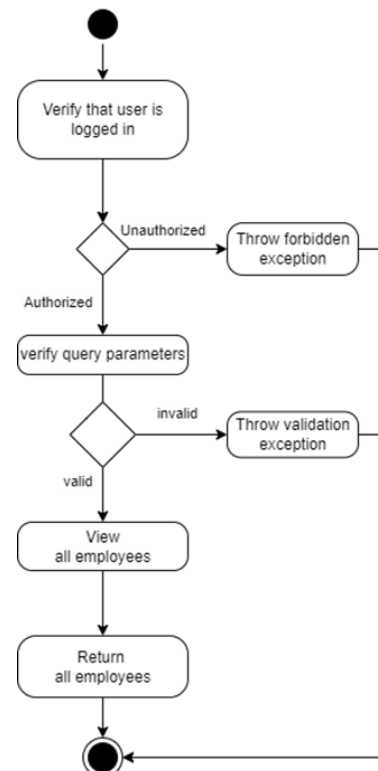 Verify that user is
logged in
Unauthorized
Throw forbidden
exception
Authorized
verify query parameters
invalid
Throw validation
exception
valid
View
all employees
Return
all employees